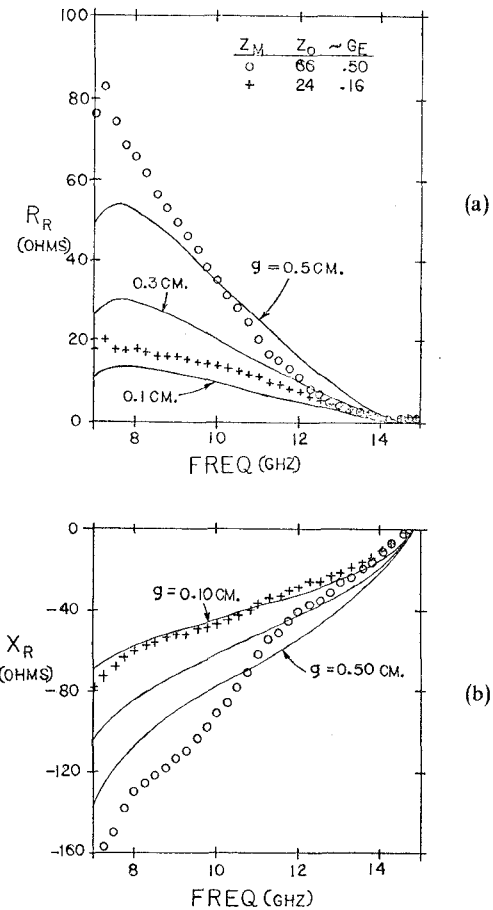 100
80
60
40
20
0
R_R
(OHMS)
Z_M Z_O ~G_E
o 66 .50
+ 24 .16
g = 0.5 CM.
0.3 CM.
0.1 CM.
8 10 12 14
FREQ (GHZ)
(a)
0
-40
-80
-120
-160
X_R
(OHMS)
g = 0.10 CM.
g = 0.50 CM.
8 10 12 14
FREQ (GHZ)
(b)